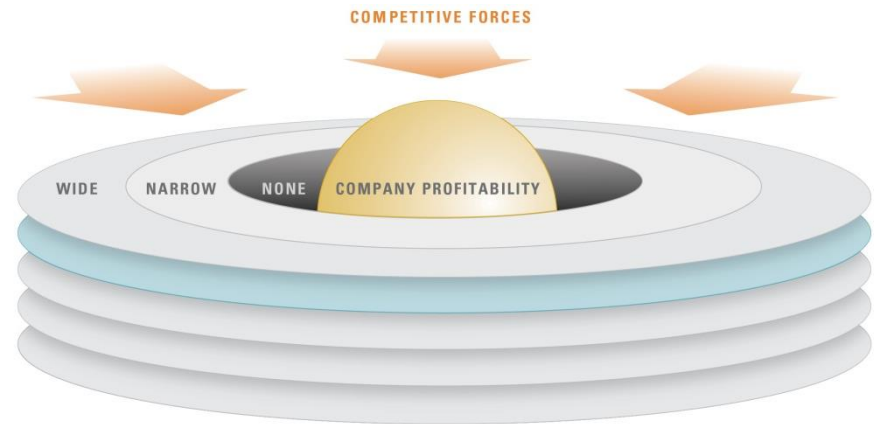 COMPETITIVE FORCES
WIDE NARROW NONE COMPANY PROFITABILITY